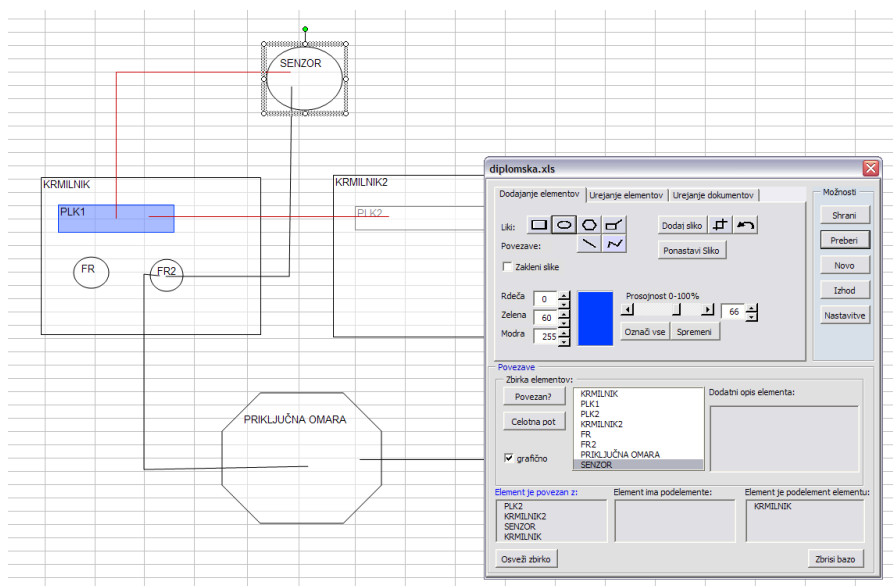 SENZOR
KRMILNIK
PLK1
FR
FR2
KRMILNIK2
PLK2
PRIKLJUČNA OMARA
diplomska.xls
Dodajanje elementov
Urejanje elementov
Urejanje dokumentov
Liki:
Dodaj sliko
Povezave:
Ponastavi Sliko
Zakleni slike
Rdeča 0
Zelena 60
Modra 255
Prosojnost 0-100%
66
Označi vse
Spremeni
Možnosti
Shrani
Preberi
Novo
Izhod
Nastavitve
Povezave
Zbirka elementov:
Povezan?
Celotna pot
grafično
KRMILNIK
PLK1
PLK2
KRMILNIK2
FR
FR2
PRIKLJUČNA OMARA
SENZOR
Dodatni opis elementa:
Element je povezan z:
PLK2
KRMILNIK2
SENZOR
KRMILNIK
Element ima podelemente:
Element je podelement elementu:
KRMILNIK
Osveži zbirko
Zbrisi bazo